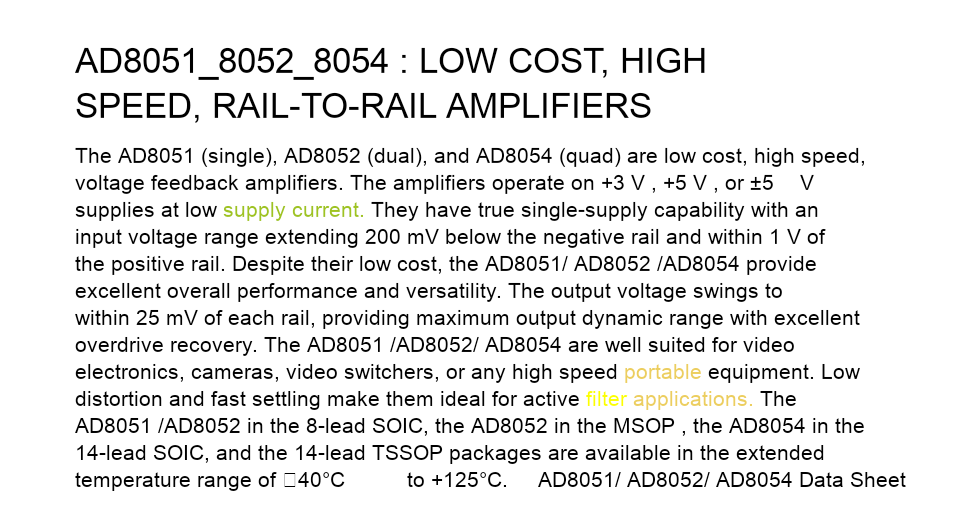 AD8051_8052_8054 : LOW COST, HIGH
SPEED, RAIL-TO-RAIL AMPLIFIERS
The AD8051 (single), AD8052 (dual), and AD8054 (quad) are low cost, high speed,
voltage feedback amplifiers. The amplifiers operate on +3 V , +5 V , or ±5 V
supplies at low supply current. They have true single-supply capability with an
input voltage range extending 200 mV below the negative rail and within 1 V of
the positive rail. Despite their low cost, the AD8051/ AD8052 /AD8054 provide
excellent overall performance and versatility. The output voltage swings to
within 25 mV of each rail, providing maximum output dynamic range with excellent
overdrive recovery. The AD8051 /AD8052/ AD8054 are well suited for video
electronics, cameras, video switchers, or any high speed portable equipment. Low
distortion and fast settling make them ideal for active filter applications. The
AD8051 /AD8052 in the 8-lead SOIC, the AD8052 in the MSOP , the AD8054 in the
14-lead SOIC, and the 14-lead TSSOP packages are available in the extended
temperature range of □40°C to +125°C. AD8051/ AD8052/ AD8054 Data Sheet